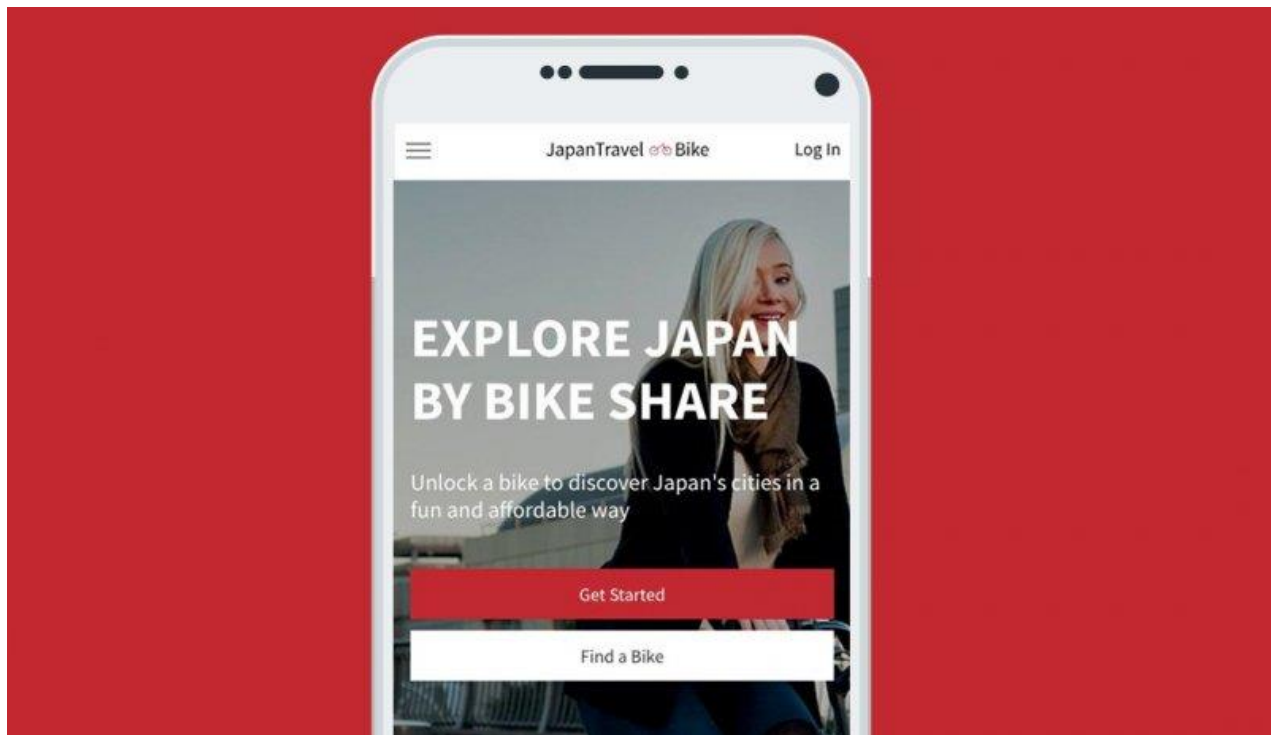 JapanTravel Bike
Log In
EXPLORE JAPAN
BY BIKE SHARE
Unlock a bike to discover Japan's cities in a
fun and affordable way
Get Started
Find a Bike